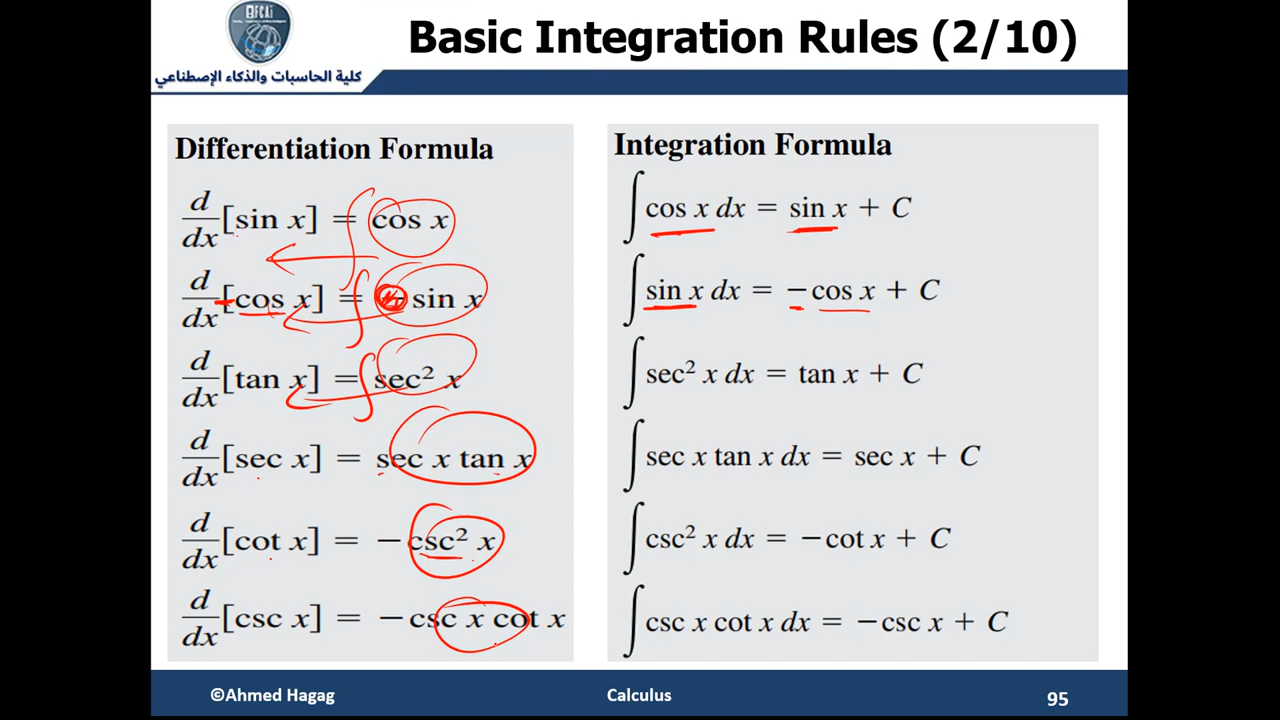 FCAi
كلية الحاسبات والذكاء الإصطناعي
Basic Integration Rules (2/10)
Differentiation Formula
d/dx [sin x] = cos x
d/dx [cos x] = − sin x
d/dx [tan x] = sec² x
d/dx [sec x] = sec x tan x
d/dx [cot x] = −csc² x
d/dx [csc x] = −csc x cot x
Integration Formula
∫ cos x dx = sin x + C
∫ sin x dx = −cos x + C
∫ sec² x dx = tan x + C
∫ sec x tan x dx = sec x + C
∫ csc² x dx = −cot x + C
∫ csc x cot x dx = −csc x + C
©Ahmed Hagag
Calculus
95